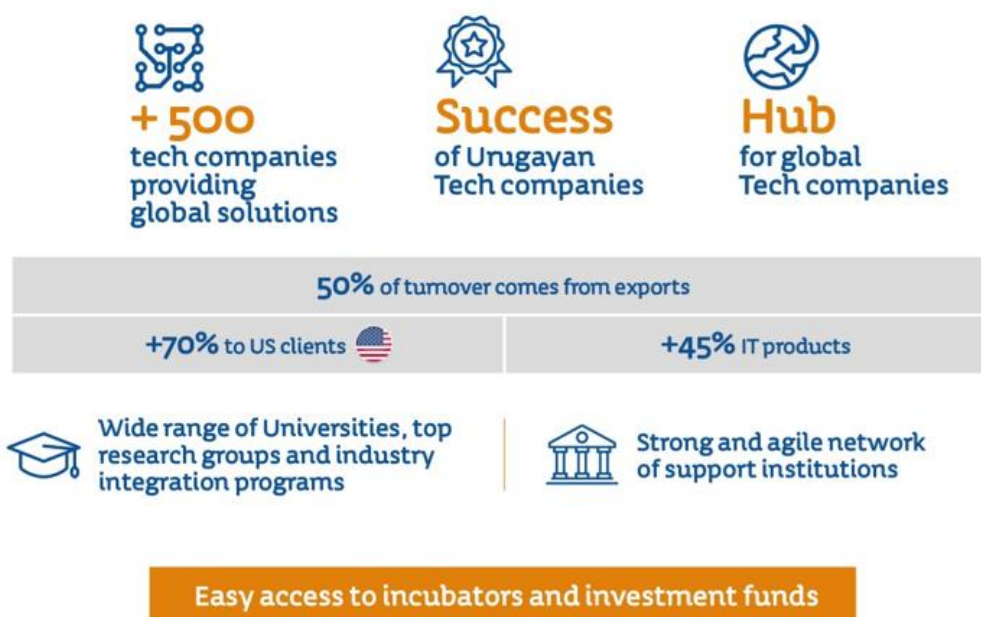 + 500
tech companies
providing
global solutions
Success
of Urugayan
Tech companies
Hub
for global
Tech companies
50% of turnover comes from exports
+70% to US clients
+45% IT products
Wide range of Universities, top
research groups and industry
integration programs
Strong and agile network
of support institutions
Easy access to incubators and investment funds